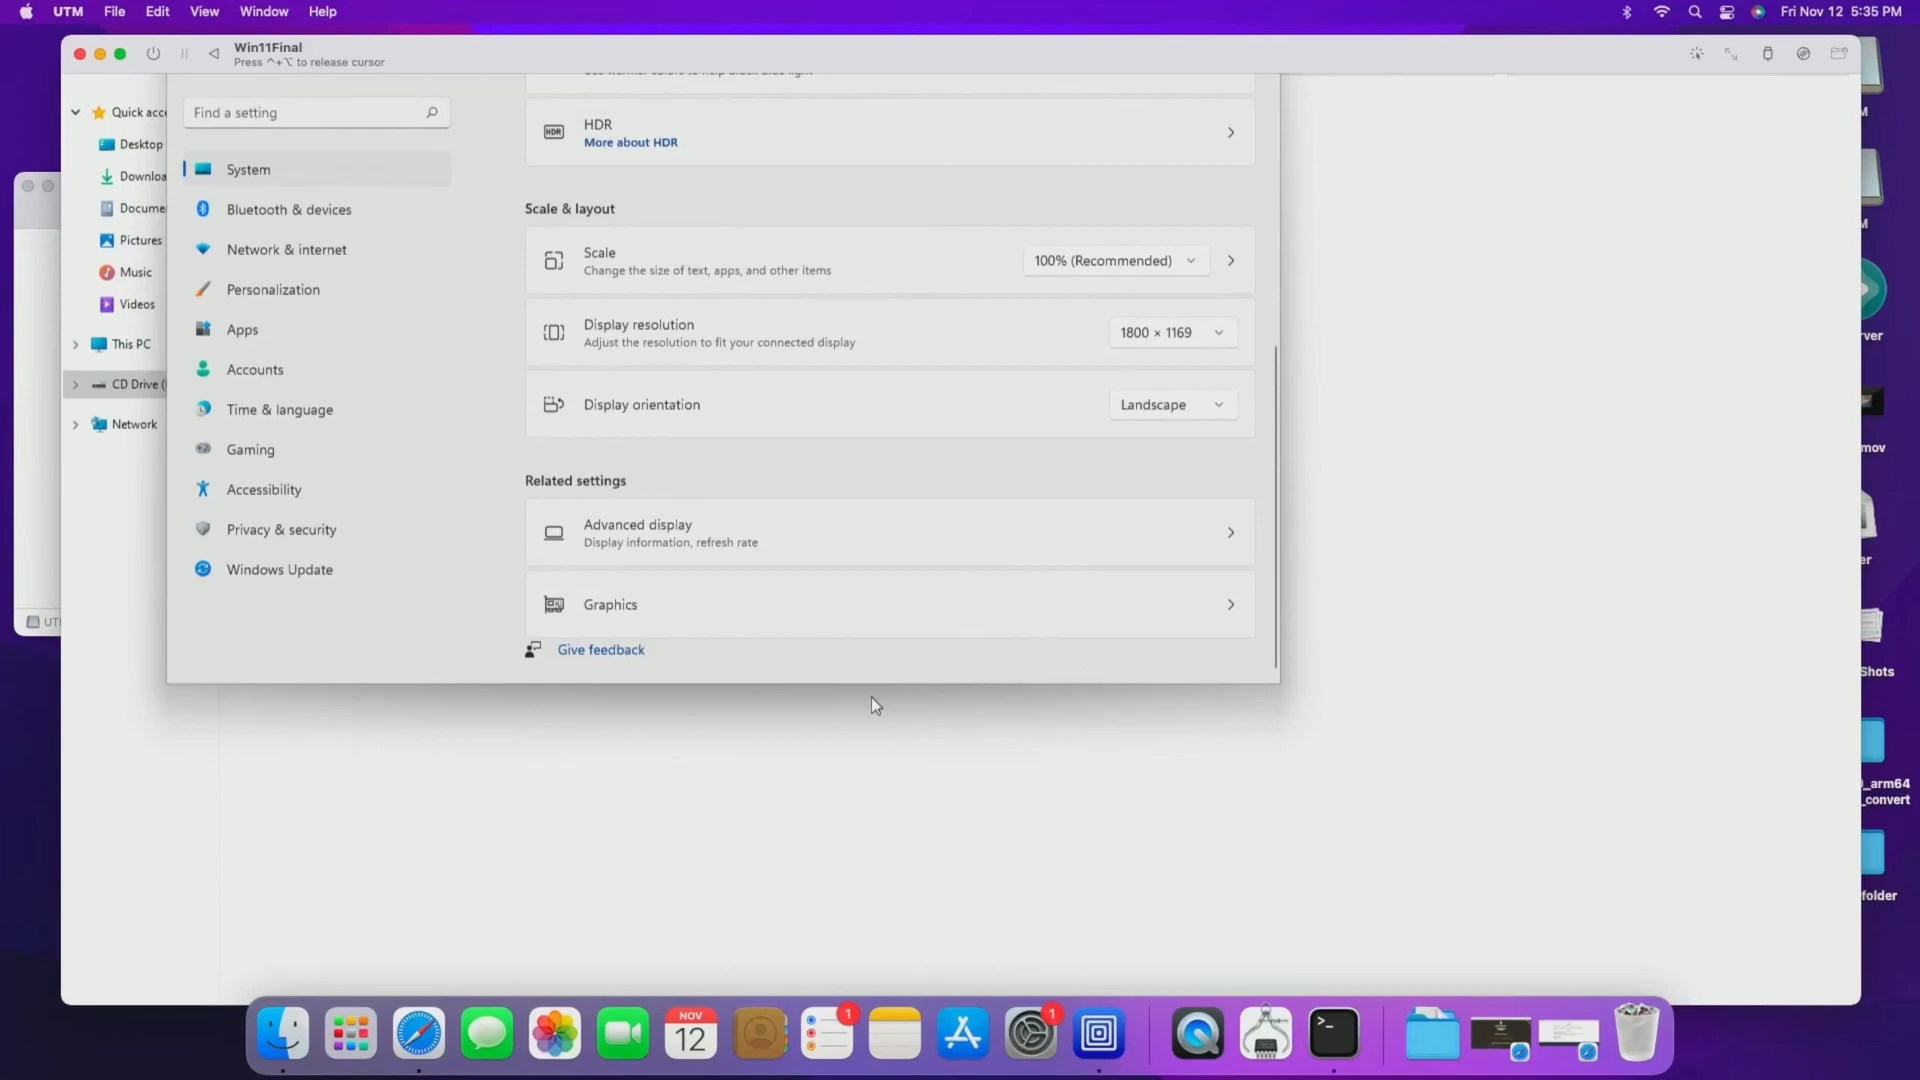 UTM File Edit View Window Help
Fri Nov 12 5:35 PM
Win11Final
Press ^+⌥ to release cursor
Quick acc
Desktop
Downloa
Docume
Pictures
Music
Videos
This PC
CD Drive (
Network
Find a setting
System
Bluetooth & devices
Network & internet
Personalization
Apps
Accounts
Time & language
Gaming
Accessibility
Privacy & security
Windows Update
HDR
HDR
More about HDR
Scale & layout
Scale
Change the size of text, apps, and other items
100% (Recommended)
Display resolution
Adjust the resolution to fit your connected display
1800 × 1169
Display orientation
Landscape
Related settings
Advanced display
Display information, refresh rate
Graphics
Give feedback
M
M
rver
mov
er
Shots
_arm64
_convert
folder
NOV
12
1
1